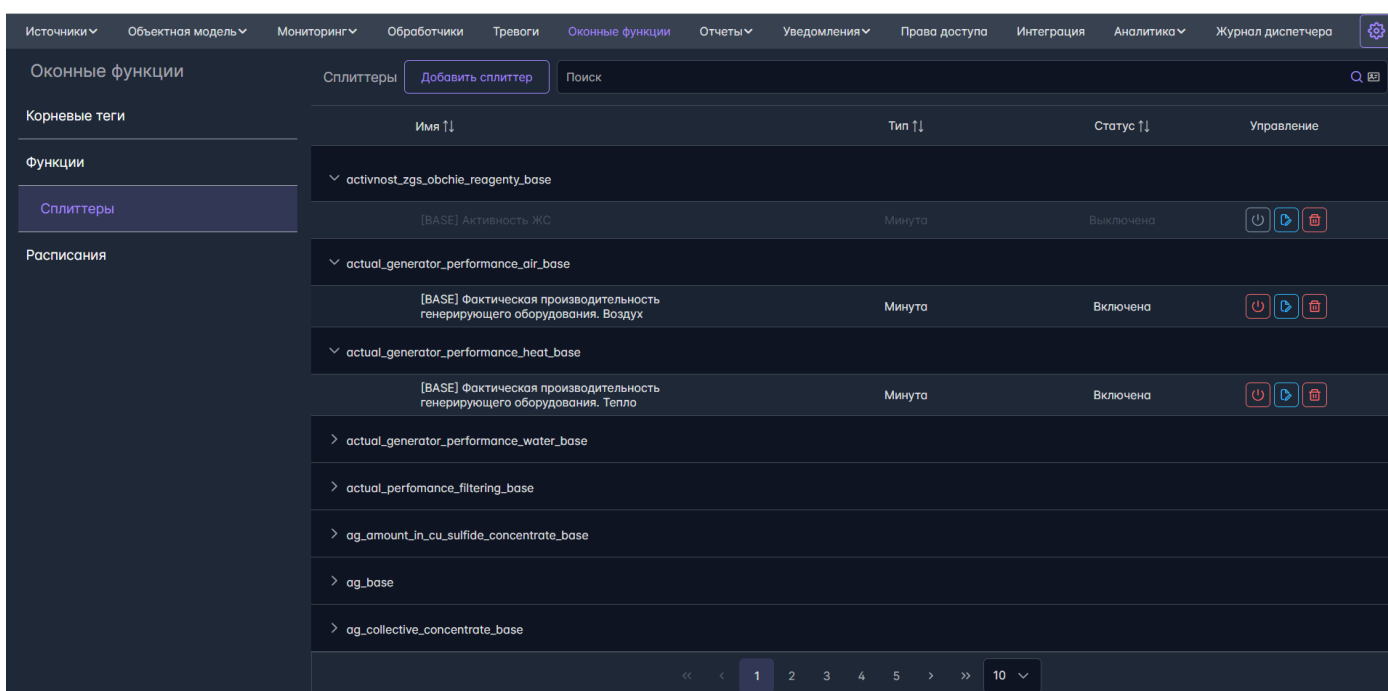 Источники Объектная модель Мониторинг Обработчики Тревоги Оконные функции Отчеты Уведомления Права доступа Интеграция Аналитика Журнал диспетчера
Оконные функции
Корневые теги
Функции
Сплиттеры
Расписания
Сплиттеры Добавить сплиттер Поиск
Имя Тип Статус Управление
activnost_zgs_obchie_reagenty_base
[BASE] Активность ЖС Минута Выключена
actual_generator_performance_air_base
[BASE] Фактическая производительность
генерирующего оборудования. Воздух Минута Включена
actual_generator_performance_heat_base
[BASE] Фактическая производительность
генерирующего оборудования. Тепло Минута Включена
actual_generator_performance_water_base
actual_perfomance_filtering_base
ag_amount_in_cu_sulfide_concentrate_base
ag_base
ag_collective_concentrate_base
<< < 1 2 3 4 5 > >> 10